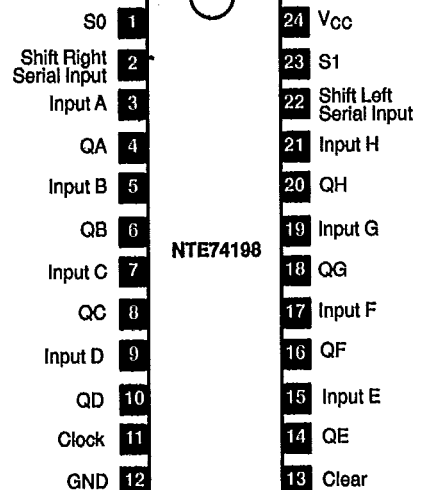 S0 1
Shift Right
Serial Input 2
Input A 3
QA 4
Input B 5
QB 6
Input C 7
QC 8
Input D 9
QD 10
Clock 11
GND 12
NTE74198
24 VCC
23 S1
22 Shift Left
Serial Input
21 Input H
20 QH
19 Input G
18 QG
17 Input F
16 QF
15 Input E
14 QE
13 Clear